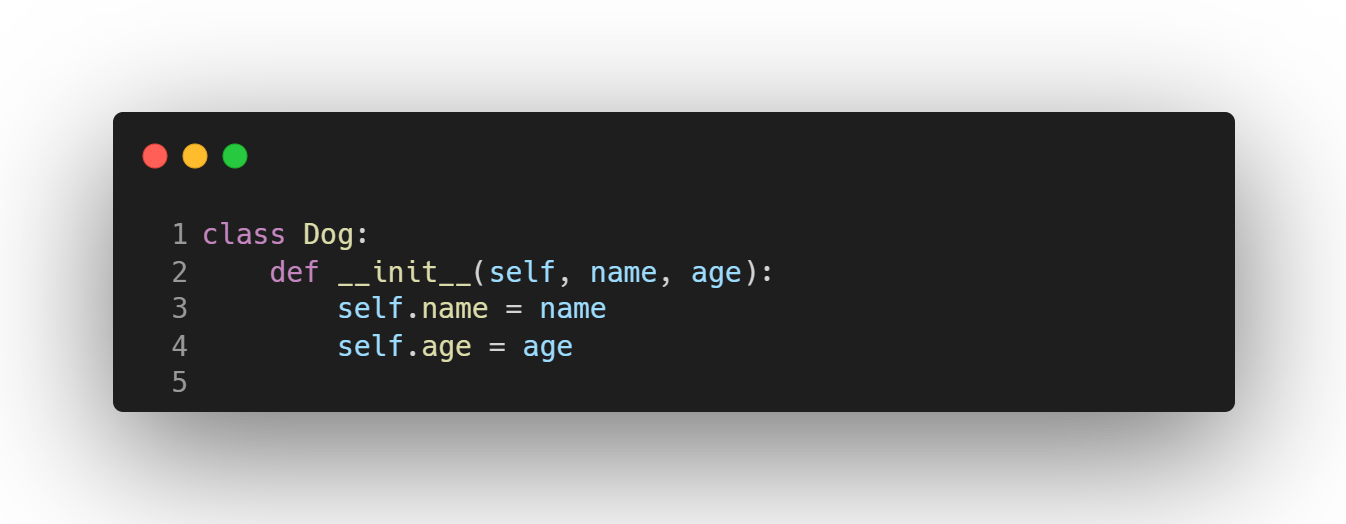 1 class Dog:
2     def __init__(self, name, age):
3         self.name = name
4         self.age = age
5